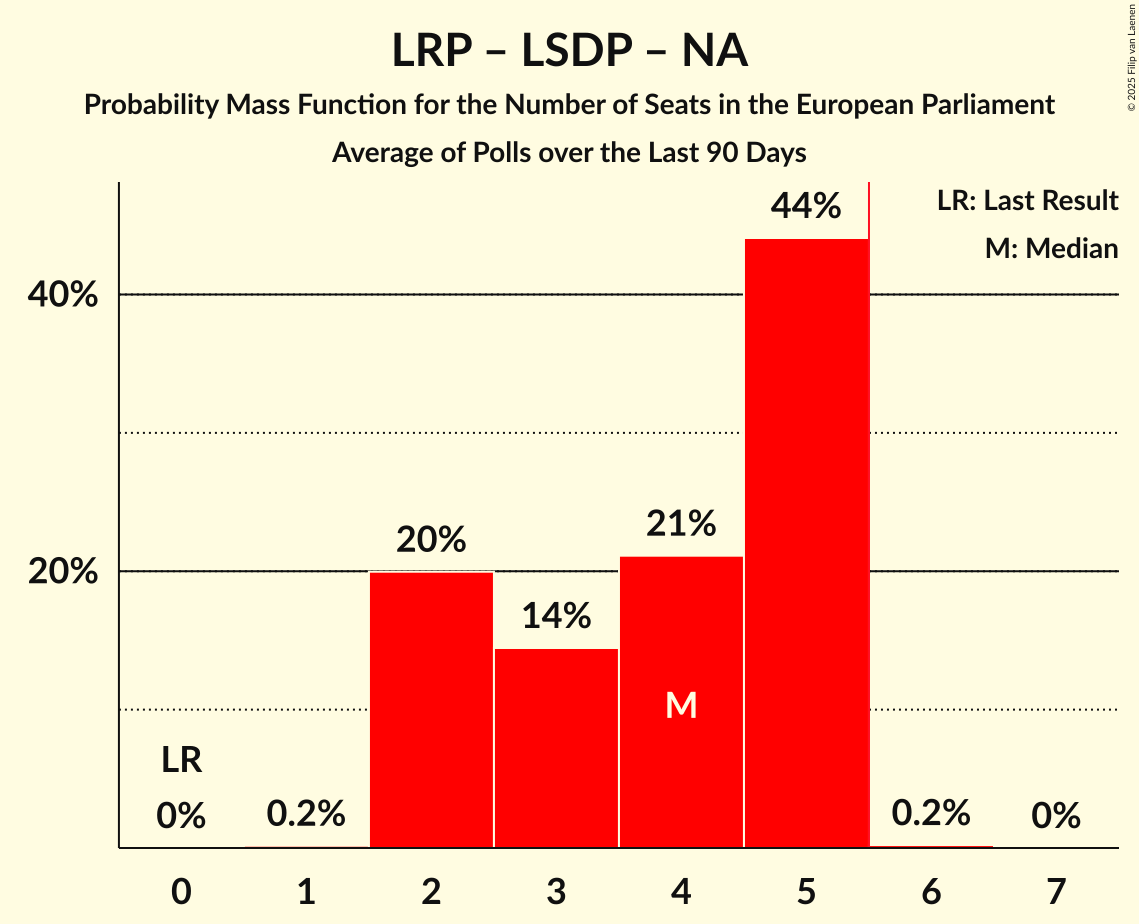 LRP – LSDP – NA
Probability Mass Function for the Number of Seats in the European Parliament
Average of Polls over the Last 90 Days
© 2025 Filip van Laenen
LR: Last Result
M: Median
44%
40%
21%
20%
20%
14%
M
LR
0%
0.2%
0.2%
0%
0 1 2 3 4 5 6 7